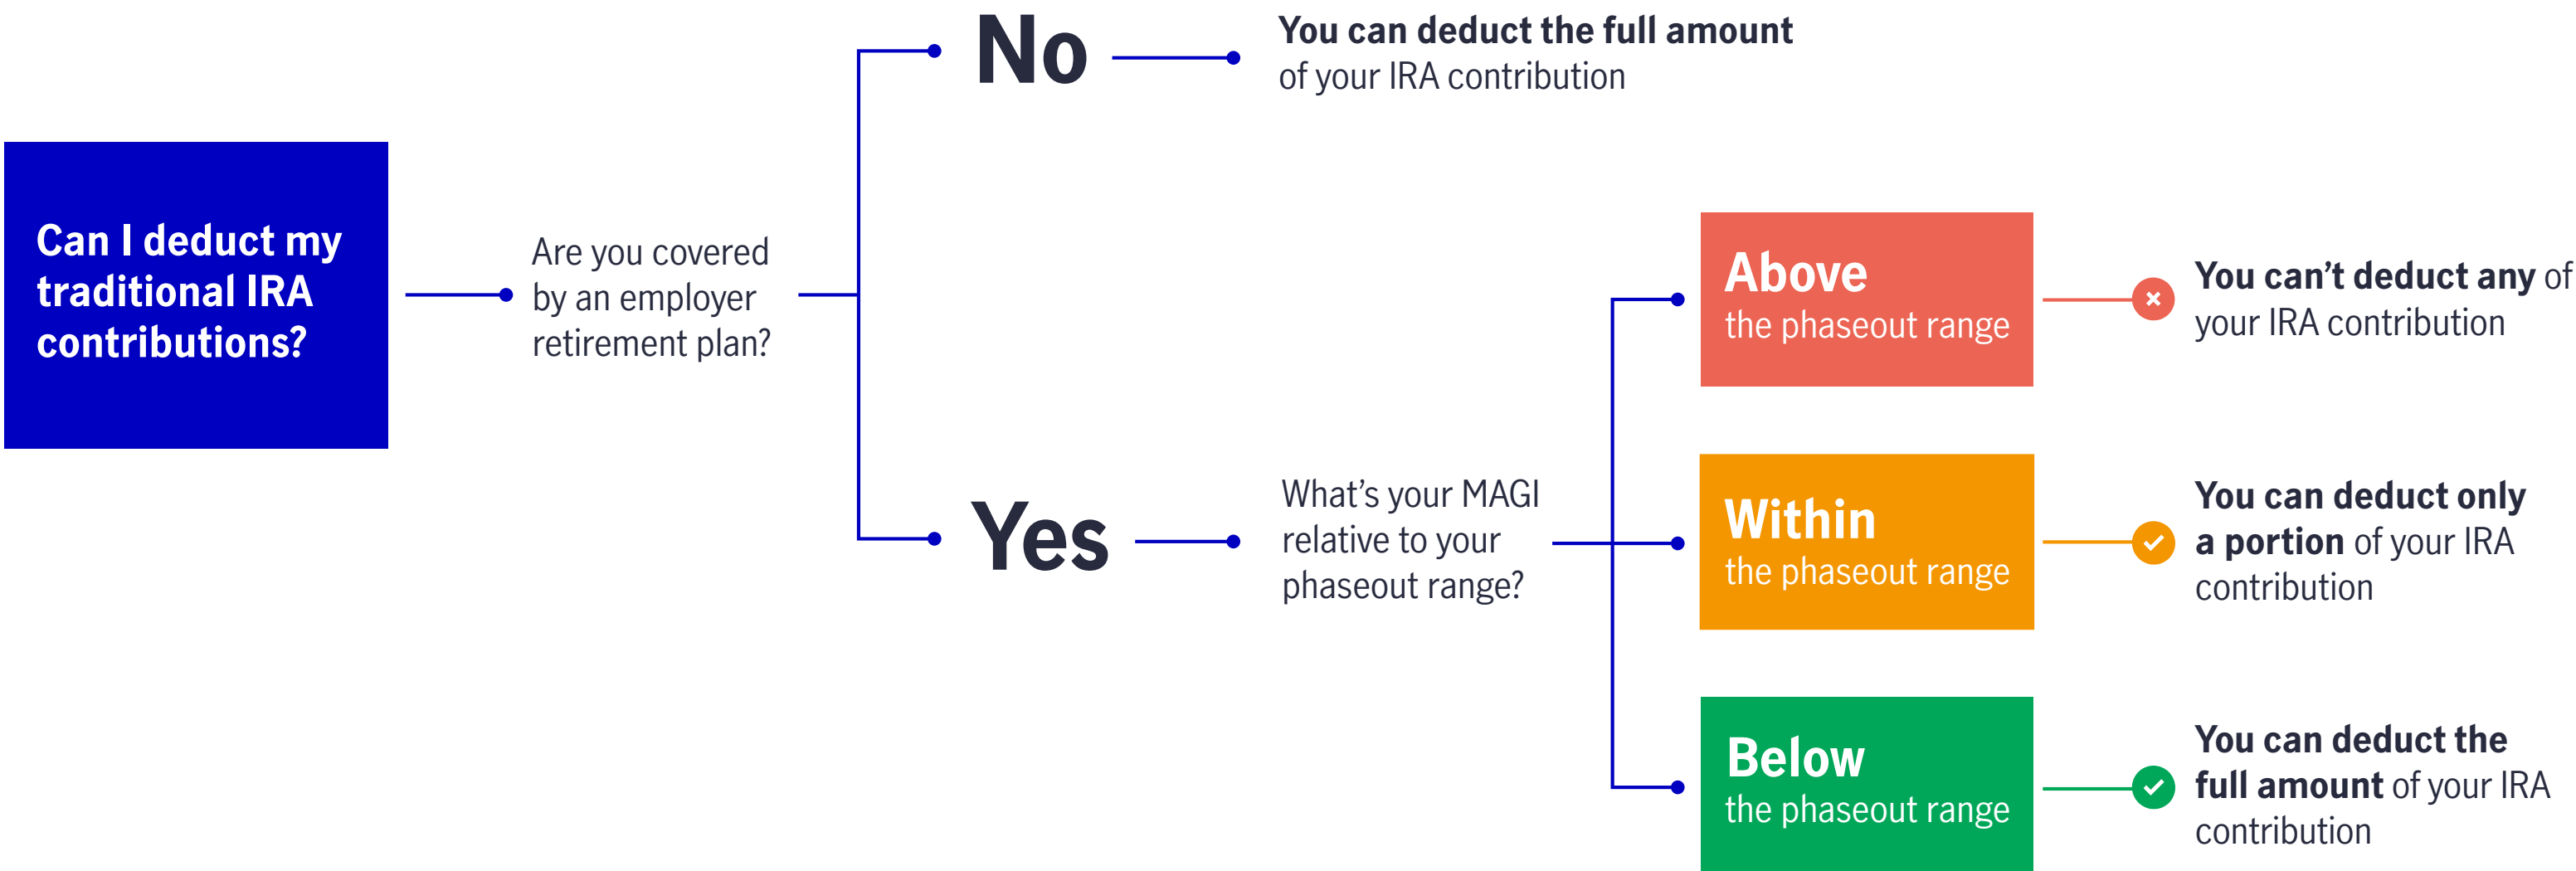 Can I deduct my
traditional IRA
contributions?
Are you covered
by an employer
retirement plan?
No
You can deduct the full amount
of your IRA contribution
Yes
What’s your MAGI
relative to your
phaseout range?
Above
the phaseout range
You can’t deduct any of
your IRA contribution
Within
the phaseout range
You can deduct only
a portion of your IRA
contribution
Below
the phaseout range
You can deduct the
full amount of your IRA
contribution